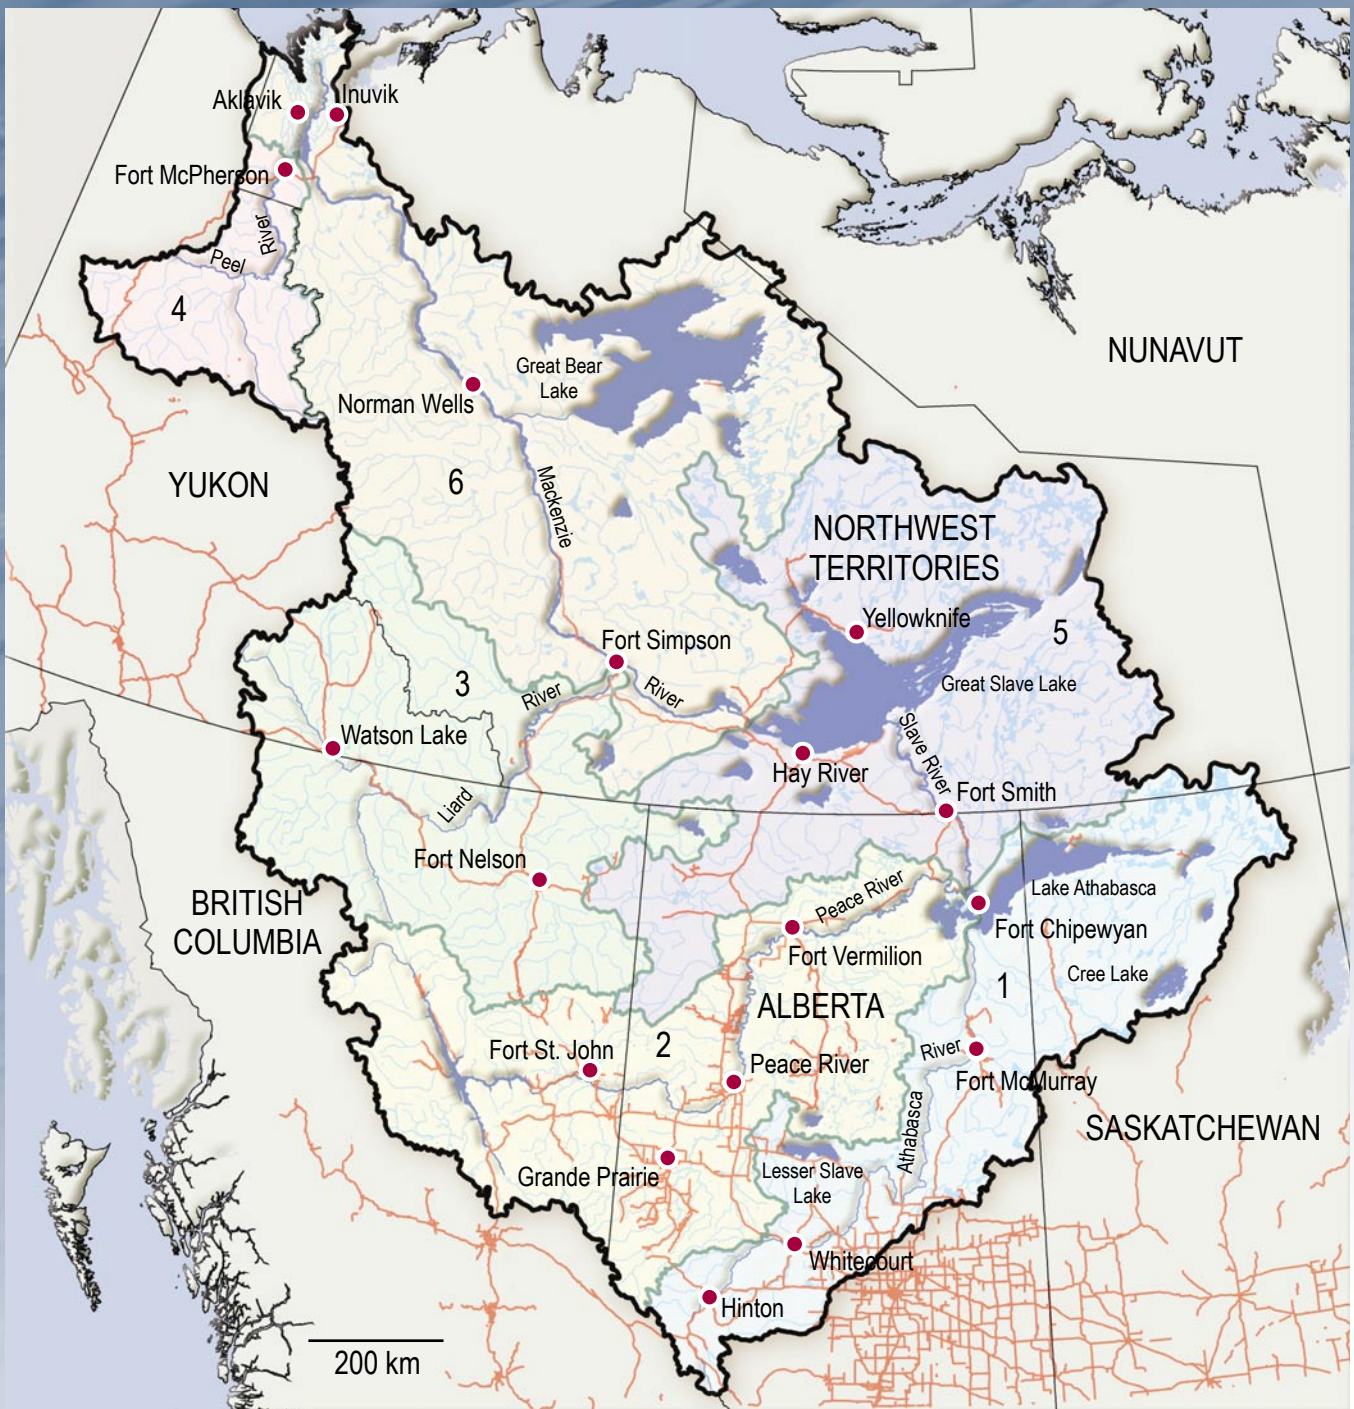 Aklavik
Inuvik
Fort McPherson
River
Peel
4
NUNAVUT
Great Bear
Lake
Norman Wells
YUKON
6
Mackenzie
NORTHWEST
TERRITORIES
Yellowknife
5
Fort Simpson
3
River
River
Great Slave Lake
Watson Lake
Slave River
Hay River
Fort Smith
Liard
Fort Nelson
Peace River
Lake Athabasca
BRITISH
COLUMBIA
Fort Chipewyan
Fort Vermilion
Cree Lake
1
ALBERTA
2
Fort St. John
River
Peace River
Fort McMurray
Athabasca
SASKATCHEWAN
Grande Prairie
Lesser Slave
Lake
Whitecourt
Hinton
200 km